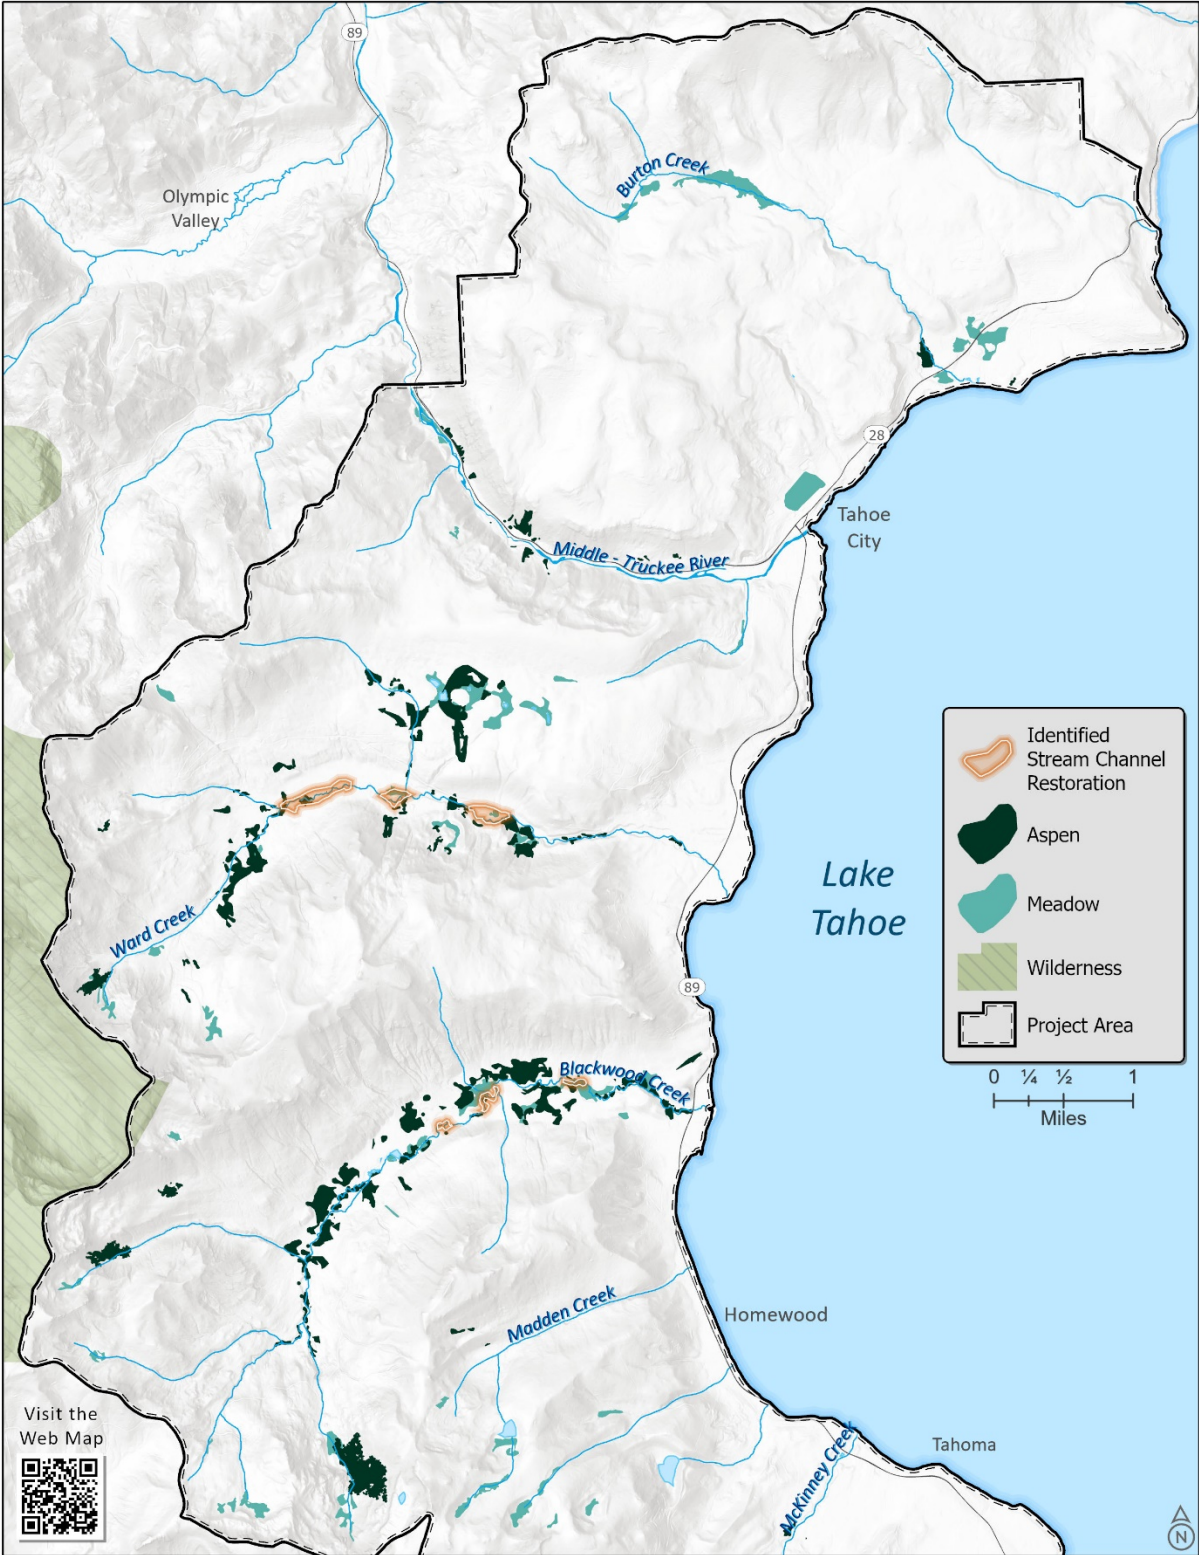 89
Olympic
Valley
Burton Creek
28
Tahoe
City
Middle - Truckee River
Identified
Stream Channel
Restoration
Aspen
Meadow
Wilderness
Project Area
Lake
Tahoe
Ward Creek
89
0 ¼ ½ 1
Miles
Blackwood Creek
Madden Creek
Homewood
Visit the
Web Map
McKinney Creek
Tahoma
N